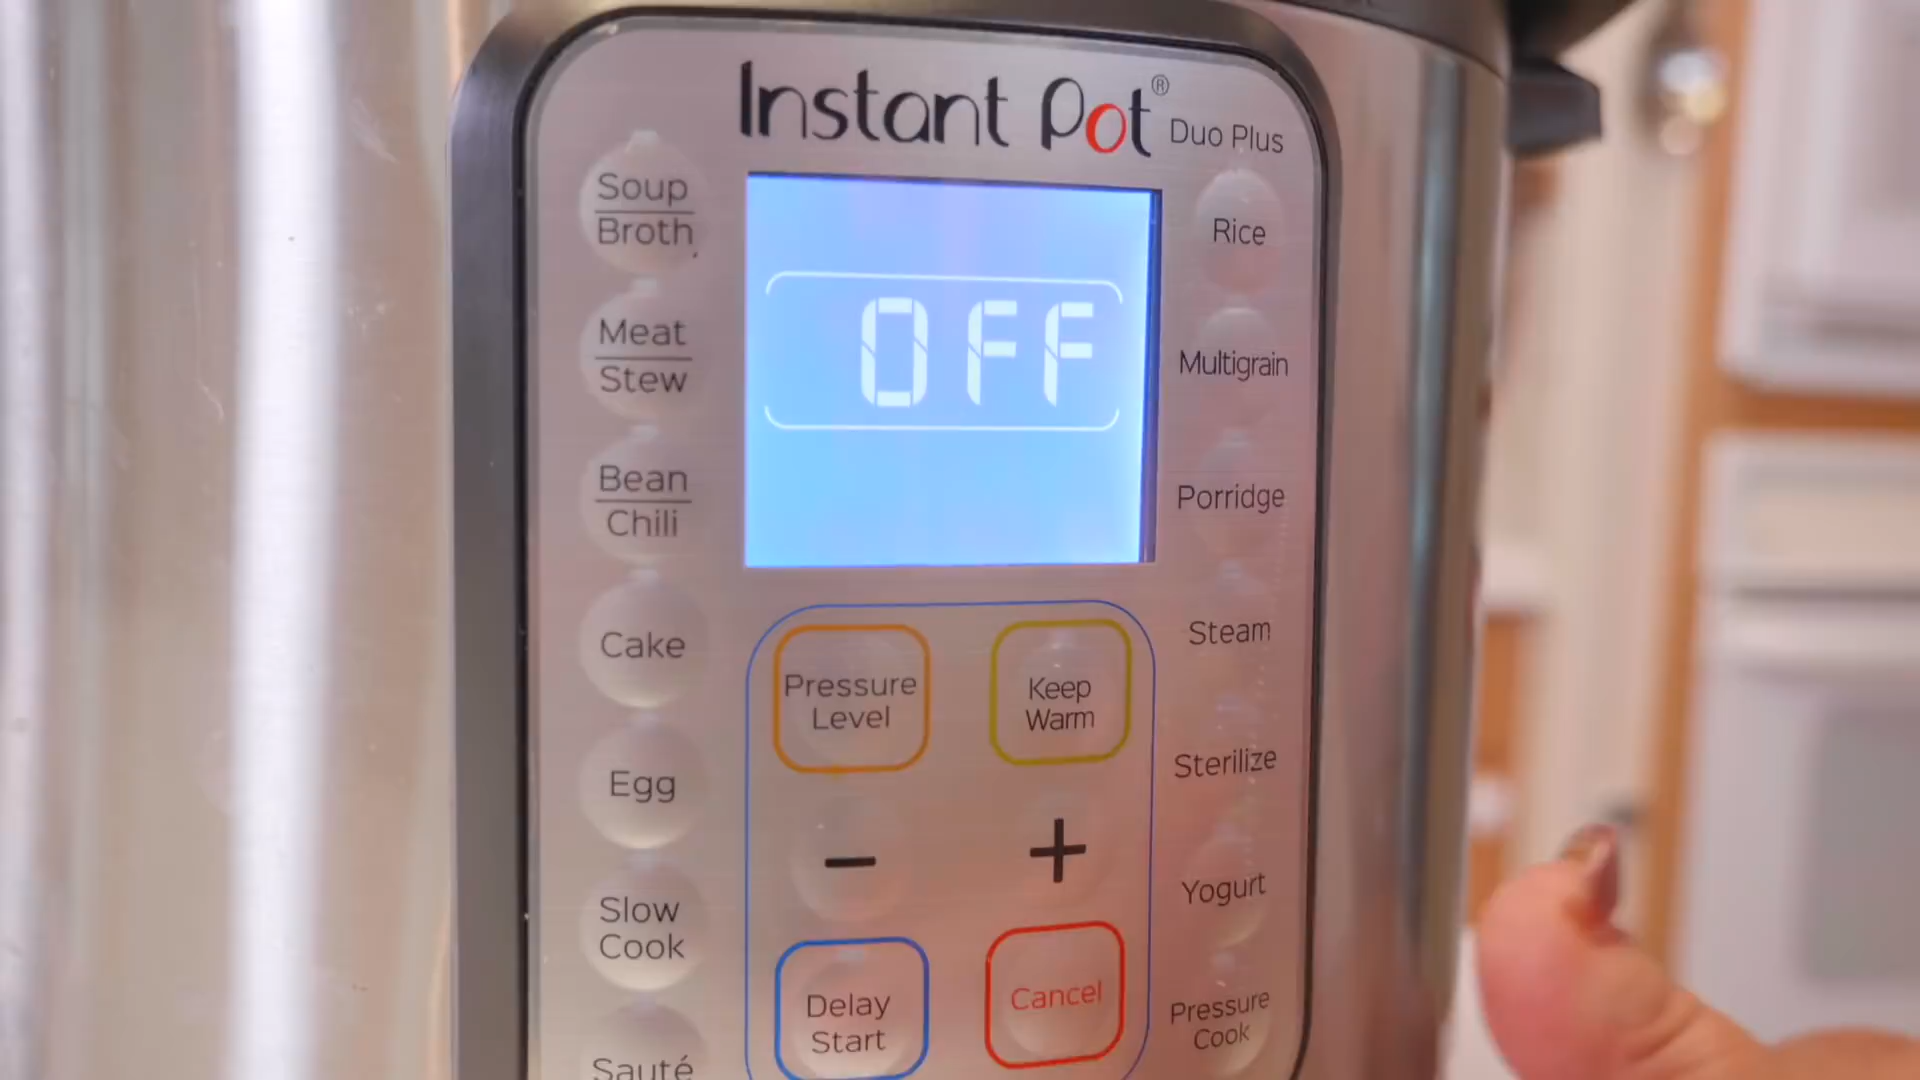 Instant Pot® Duo Plus
OFF
Soup
Broth
Meat
Stew
Bean
Chili
Cake
Egg
Slow
Cook
Sauté
Pressure
Level
Keep
Warm
−
+
Delay
Start
Cancel
Rice
Multigrain
Porridge
Steam
Sterilize
Yogurt
Pressure
Cook